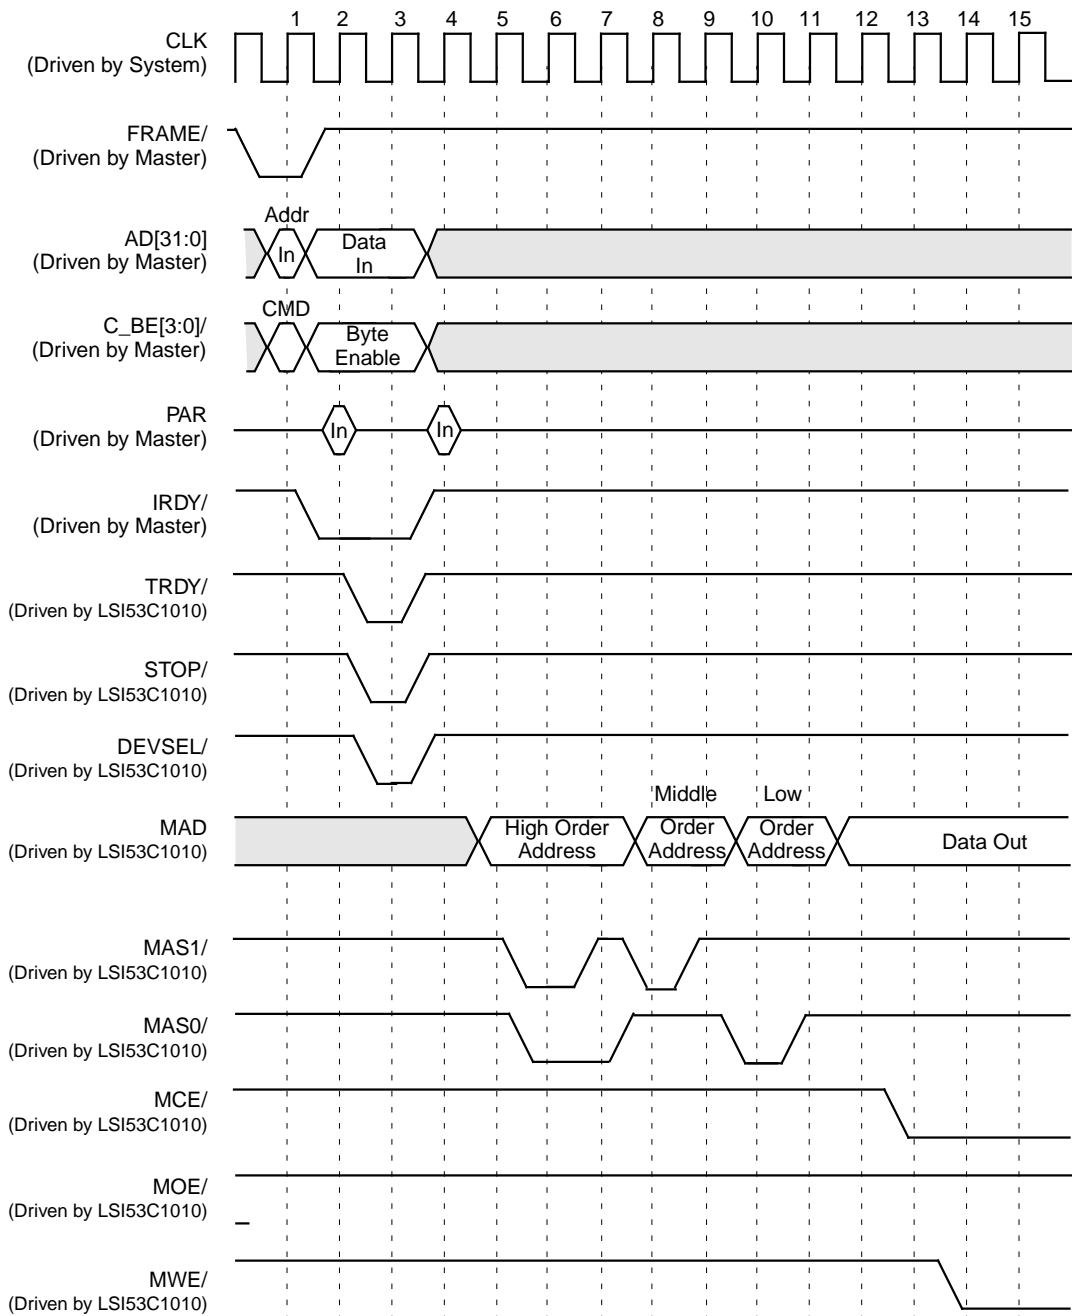 1 2 3 4 5 6 7 8 9 10 11 12 13 14 15
CLK
(Driven by System)
FRAME/
(Driven by Master)
Addr
AD[31:0]
(Driven by Master)
In
Data
In
CMD
C_BE[3:0]/
(Driven by Master)
Byte
Enable
PAR
(Driven by Master)
In
In
IRDY/
(Driven by Master)
TRDY/
(Driven by LSI53C1010)
STOP/
(Driven by LSI53C1010)
DEVSEL/
(Driven by LSI53C1010)
MAD
(Driven by LSI53C1010)
High Order
Address
Middle
Order
Address
Low
Order
Address
Data Out
MAS1/
(Driven by LSI53C1010)
MAS0/
(Driven by LSI53C1010)
MCE/
(Driven by LSI53C1010)
MOE/
(Driven by LSI53C1010)
MWE/
(Driven by LSI53C1010)